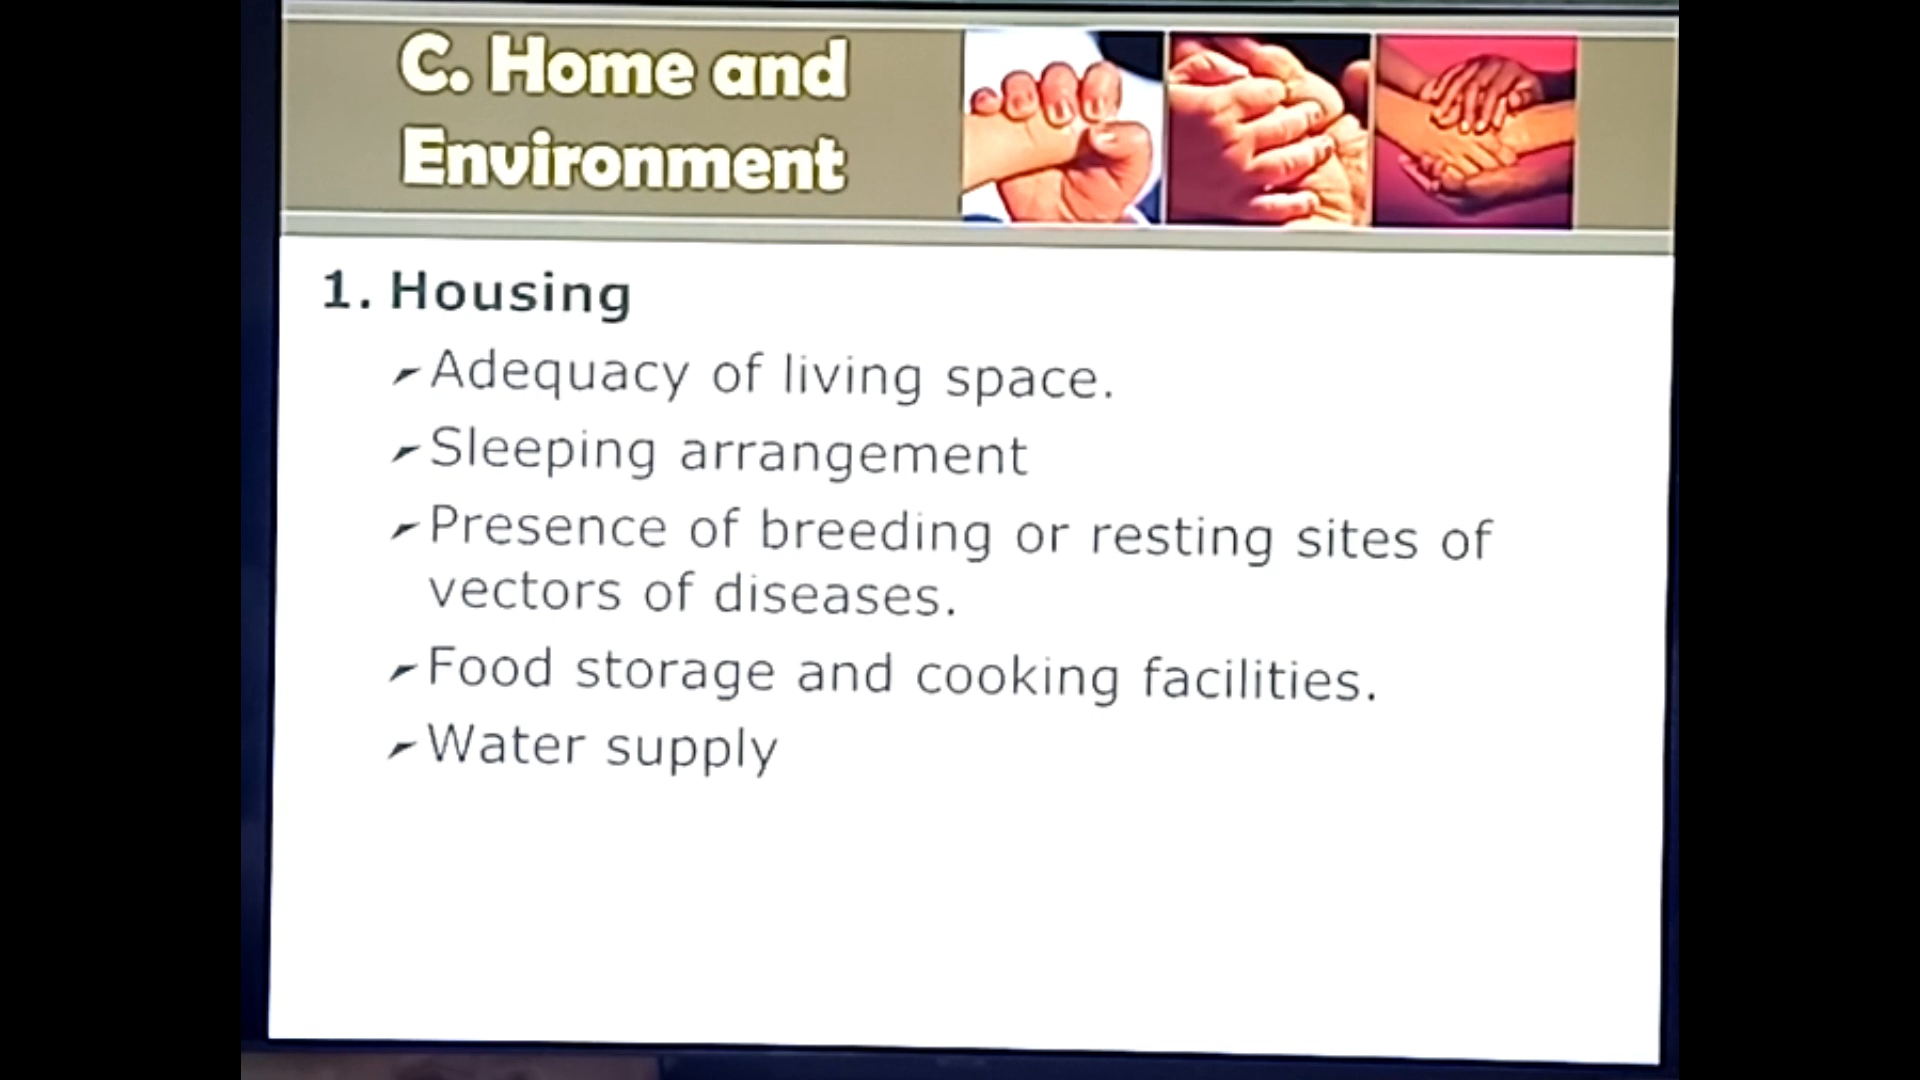 C. Home and
Environment
1. Housing
Adequacy of living space.
Sleeping arrangement
Presence of breeding or resting sites of
vectors of diseases.
Food storage and cooking facilities.
Water supply